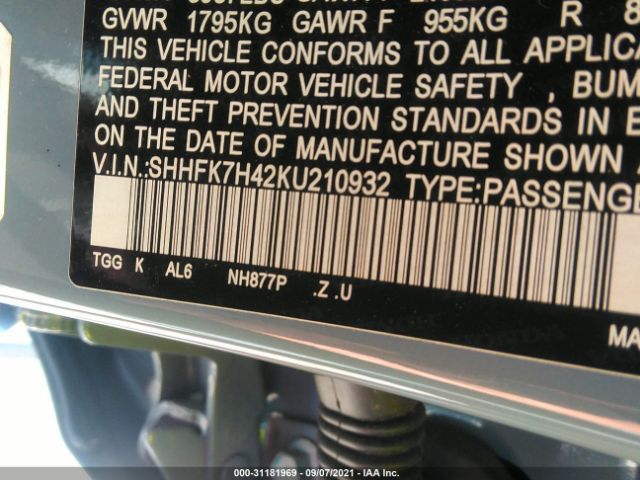 GVWR 1795KG GAWR F 955KG R 8
THIS VEHICLE CONFORMS TO ALL APPLICA
FEDERAL MOTOR VEHICLE SAFETY , BUM
AND THEFT PREVENTION STANDARDS IN E
ON THE DATE OF MANUFACTURE SHOWN A
V.I.N.:SHHFK7H42KU210932 TYPE:PASSENGE
TGG K AL6 NH877P .Z .U
MA
000-31181969 - 09/07/2021 - IAA Inc.